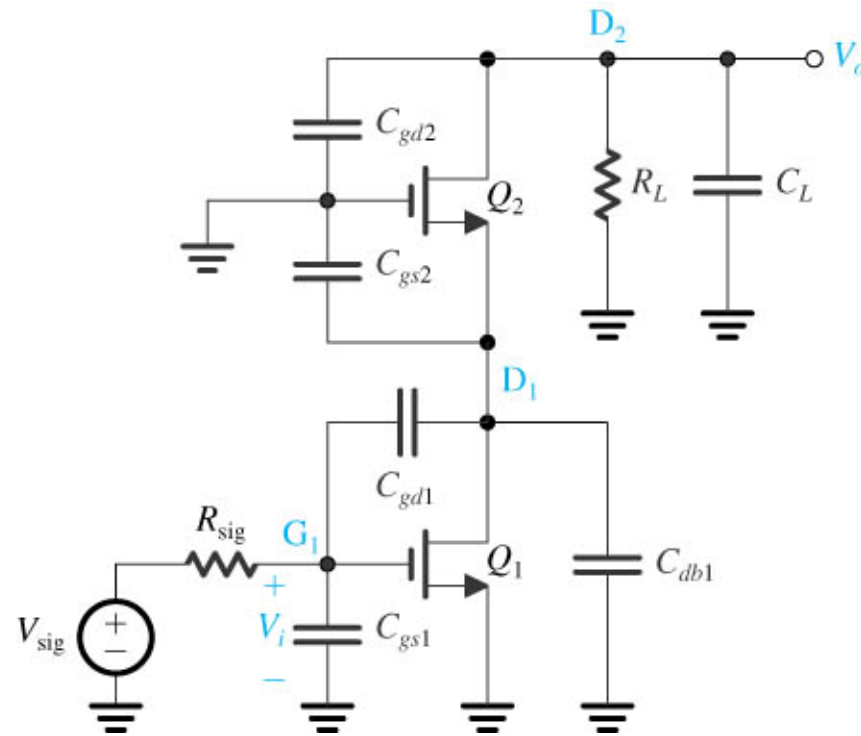 D2
Vo
Cgd2
Q2
RL
CL
Cgs2
D1
Cgd1
Rsig
G1
Q1
Cdb1
+
Vsig
+
−
Vi
Cgs1
−